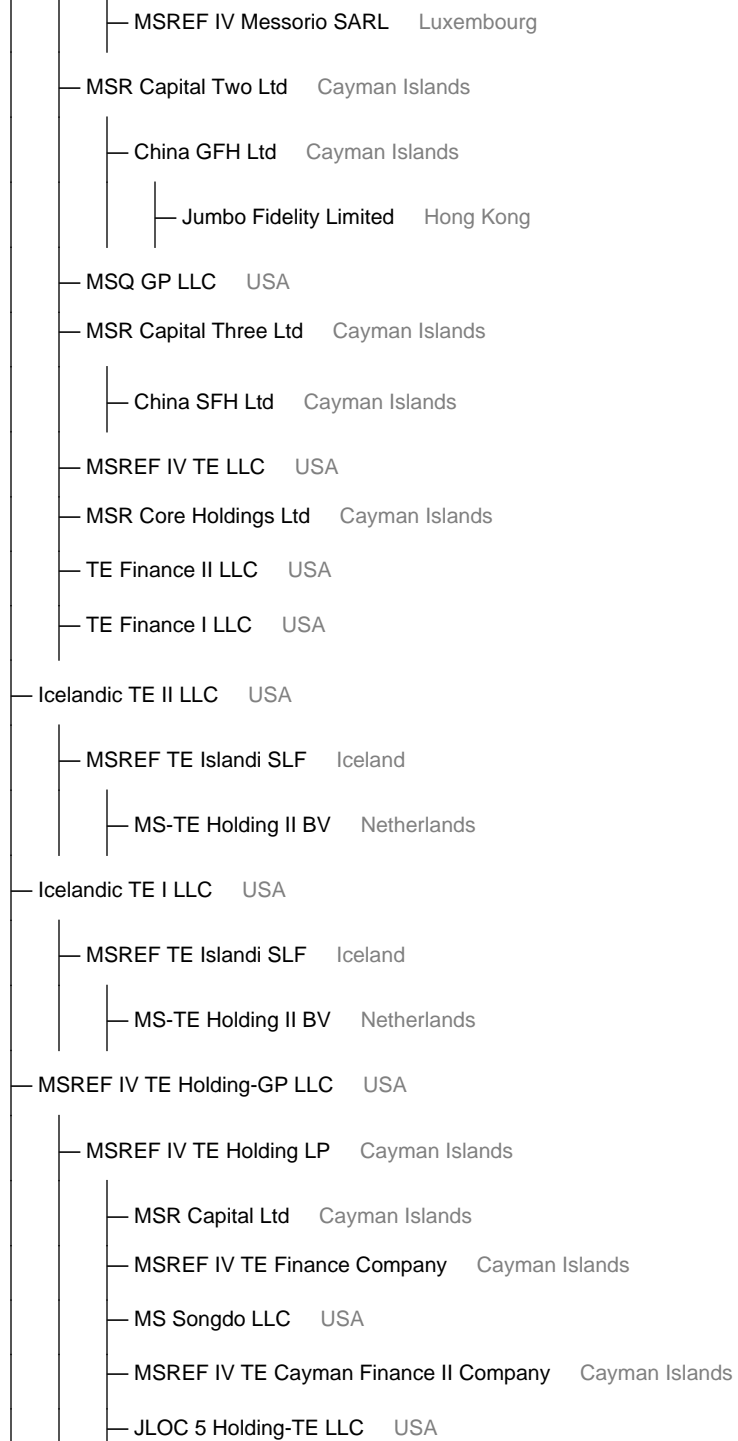 MSREF IV Messorio SARL Luxembourg
MSR Capital Two Ltd Cayman Islands
China GFH Ltd Cayman Islands
Jumbo Fidelity Limited Hong Kong
MSQ GP LLC USA
MSR Capital Three Ltd Cayman Islands
China SFH Ltd Cayman Islands
MSREF IV TE LLC USA
MSR Core Holdings Ltd Cayman Islands
TE Finance II LLC USA
TE Finance I LLC USA
Icelandic TE II LLC USA
MSREF TE Islandi SLF Iceland
MS-TE Holding II BV Netherlands
Icelandic TE I LLC USA
MSREF TE Islandi SLF Iceland
MS-TE Holding II BV Netherlands
MSREF IV TE Holding-GP LLC USA
MSREF IV TE Holding LP Cayman Islands
MSR Capital Ltd Cayman Islands
MSREF IV TE Finance Company Cayman Islands
MS Songdo LLC USA
MSREF IV TE Cayman Finance II Company Cayman Islands
JLOC 5 Holding-TE LLC USA